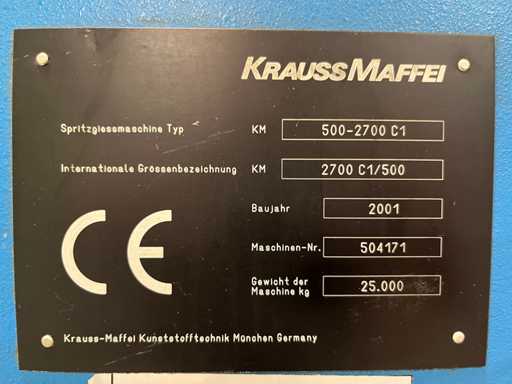 KRAUSSMAFFEI
Spritzgiessmaschine Typ KM 500-2700 C1
Internationale Grössenbezeichnung KM 2700 C1/500
Baujahr 2001
Maschinen-Nr. 504171
Gewicht der
Maschine kg 25.000
CE
Krauss-Maffei Kunststofftechnik München Germany